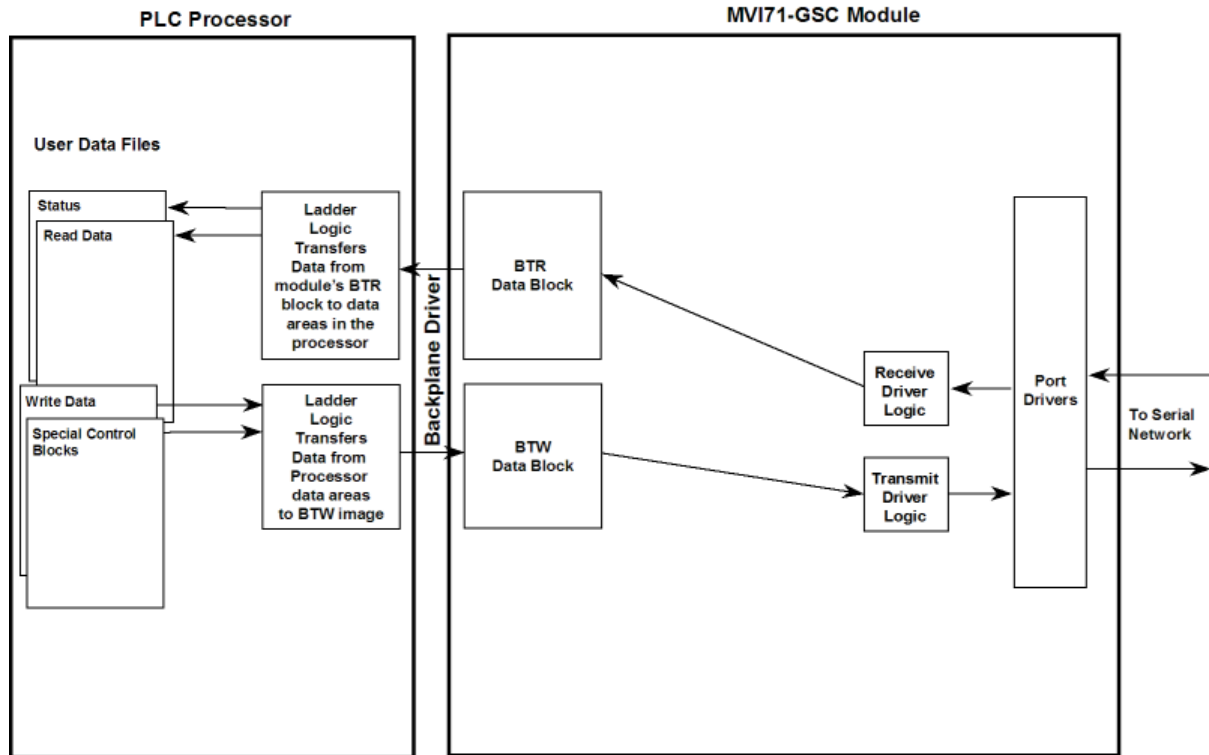 PLC Processor
MVI71-GSC Module
User Data Files
Status
Read Data
Write Data
Special Control
Blocks
Ladder
Logic
Transfers
Data from
module's BTR
block to data
areas in the
processor
Ladder
Logic
Transfers
Data from
Processor
data areas
to BTW image
Backplane Driver
BTR
Data Block
BTW
Data Block
Receive
Driver
Logic
Transmit
Driver
Logic
Port
Drivers
To Serial
Network